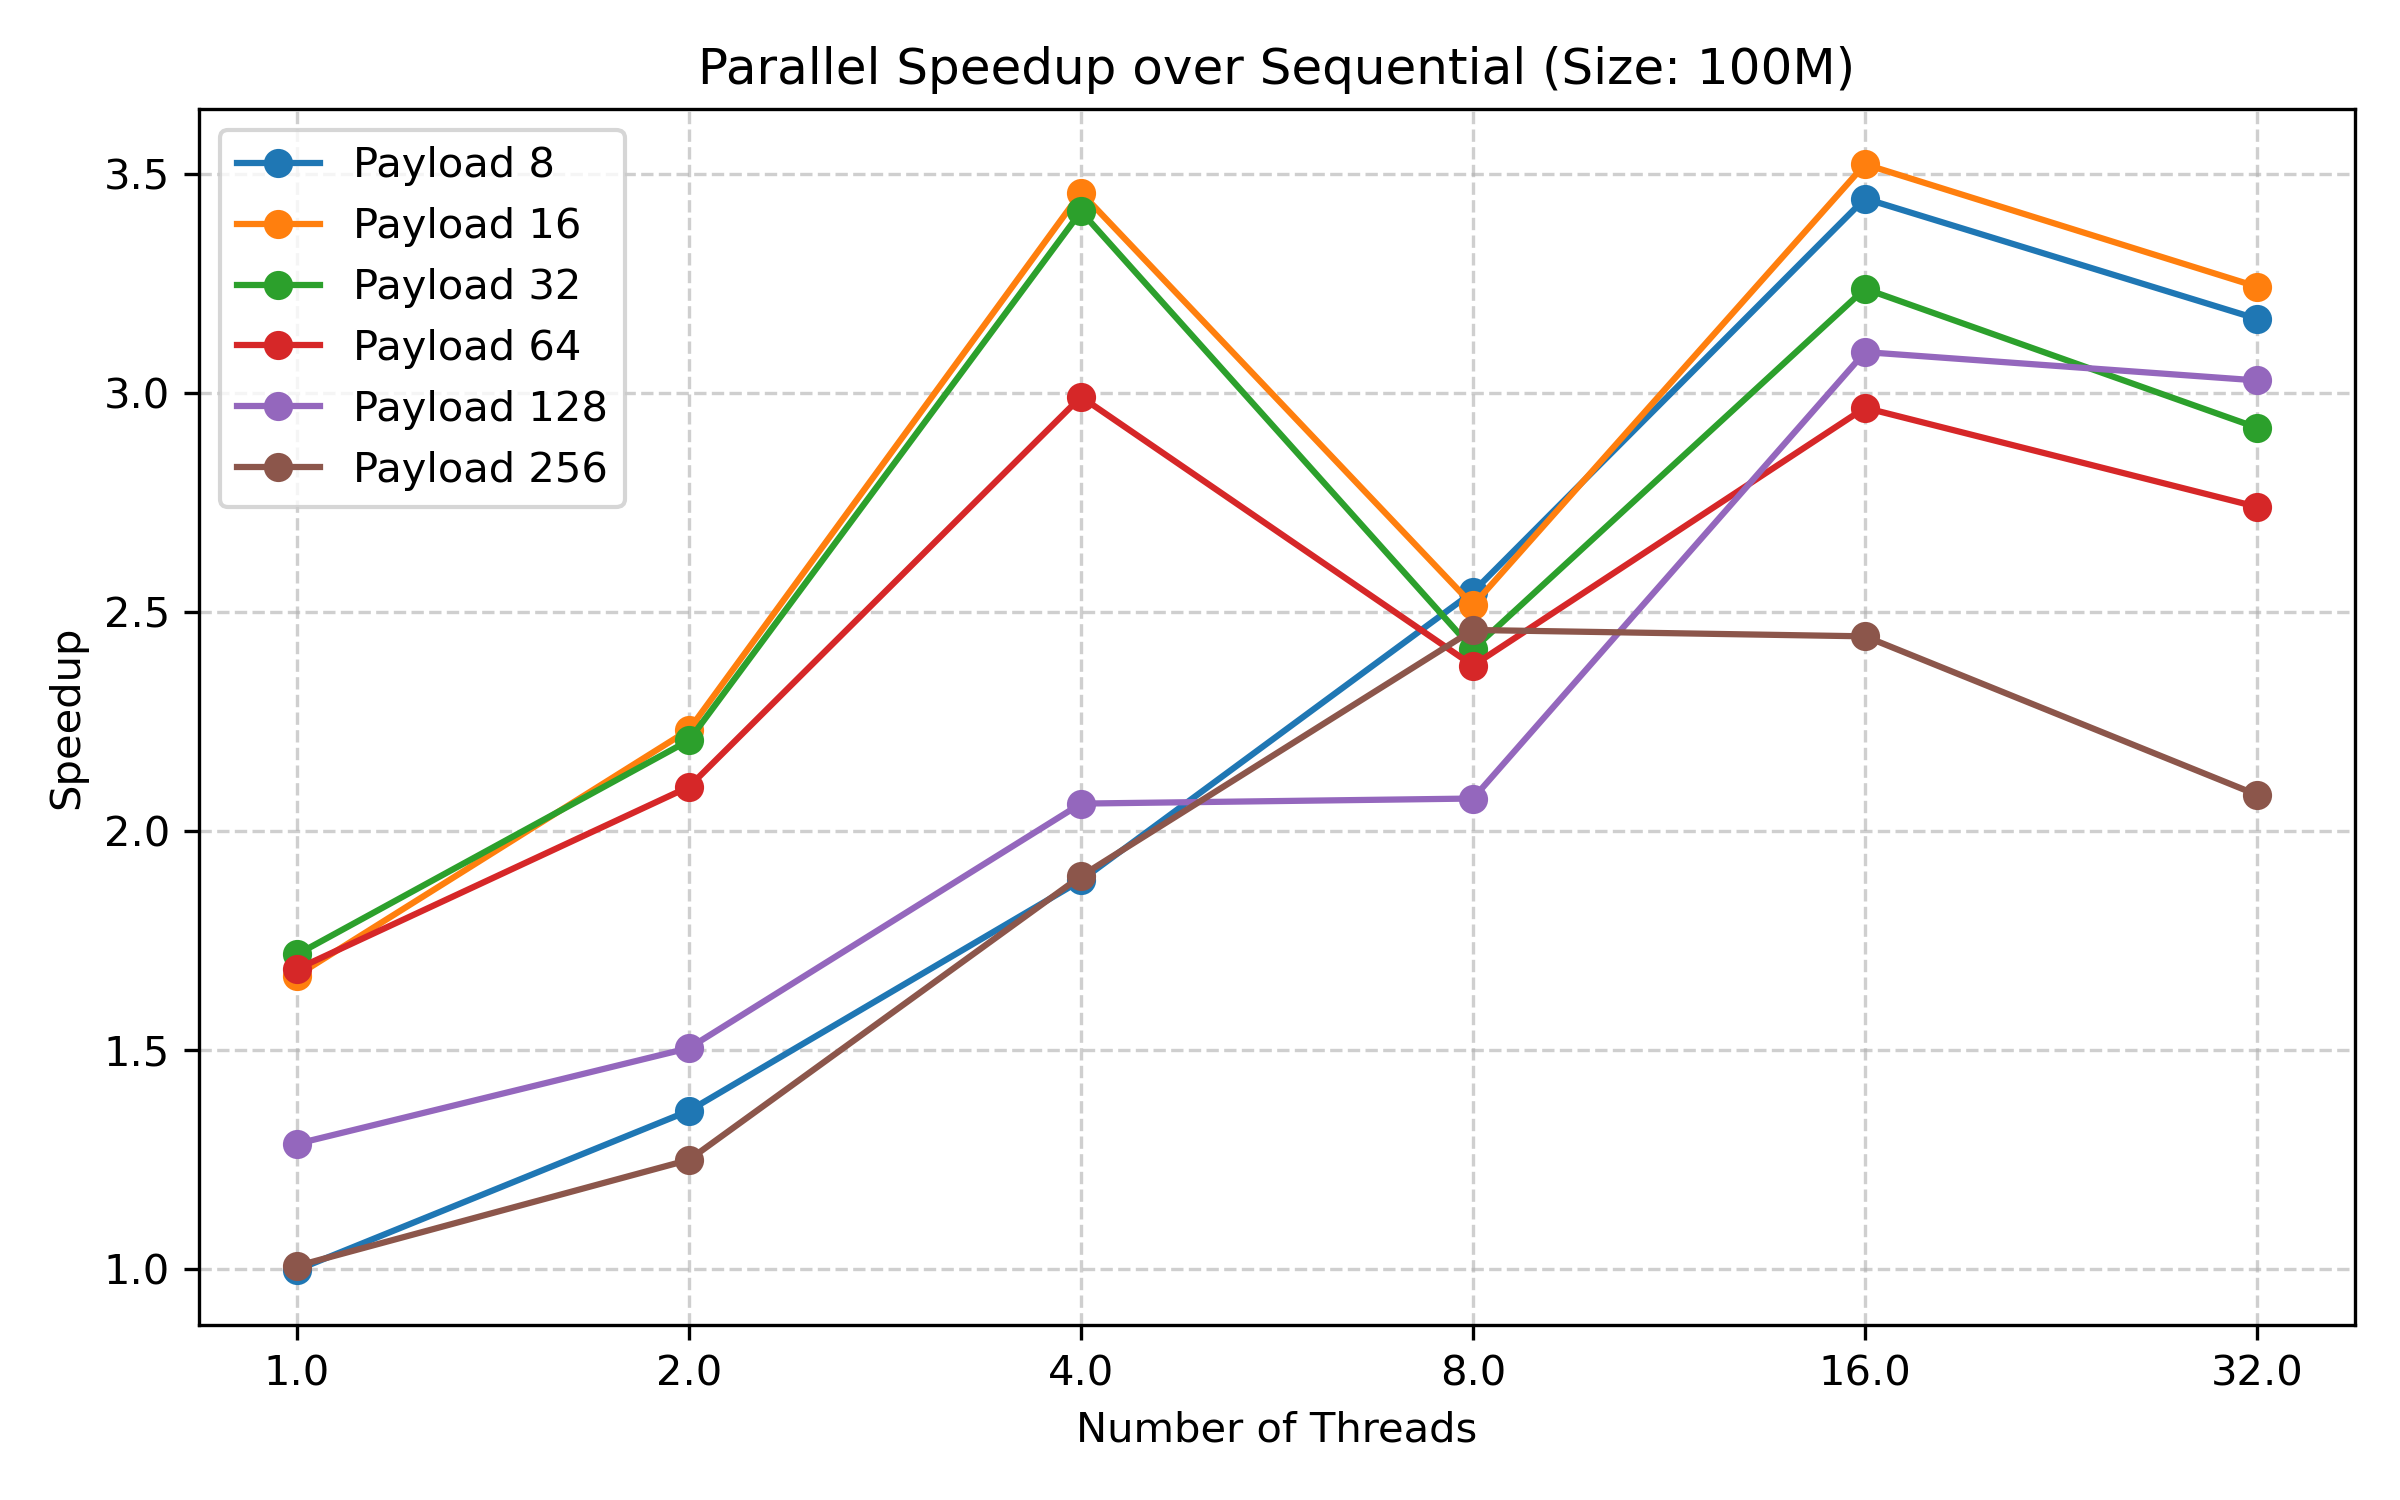 Parallel Speedup over Sequential (Size: 100M)
Payload 8
Payload 16
Payload 32
Payload 64
Payload 128
Payload 256
3.5
3.0
2.5
2.0
1.5
1.0
Speedup
1.0 2.0 4.0 8.0 16.0 32.0
Number of Threads